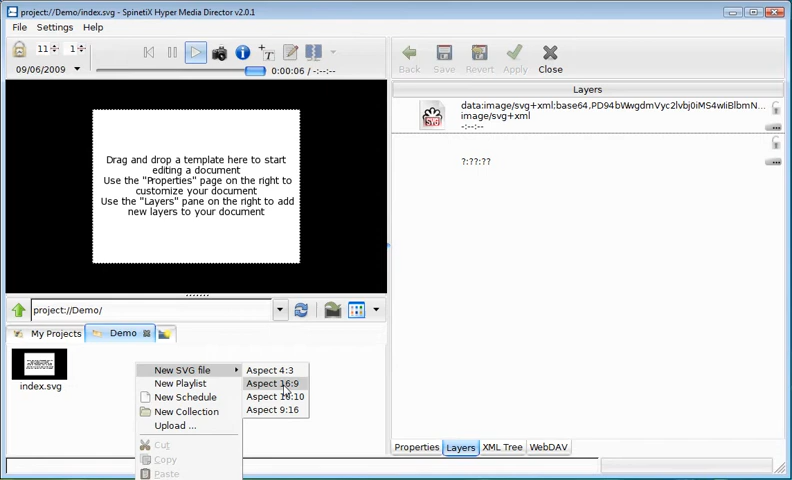 project://Demo/index.svg - SpinetiX Hyper Media Director v2.0.1
File Settings Help
11 1
09/06/2009
0:00:06 / -:--:--
Back Save Revert Apply Close
Layers
data:image/svg+xml;base64,PD94bWwgdmVyc2lvbj0iMS4wIiBlbmN...
image/svg+xml
-:--:--
?:??:??
Drag and drop a template here to start
editing a document
Use the "Properties" page on the right to
customize your document
Use the "Layers" pane on the right to add
new layers to your document
project://Demo/
My Projects Demo
index.svg
New SVG file
New Playlist
New Schedule
New Collection
Upload ...
Cut
Copy
Paste
Aspect 4:3
Aspect 16:9
Aspect 16:10
Aspect 9:16
Properties Layers XML Tree WebDAV